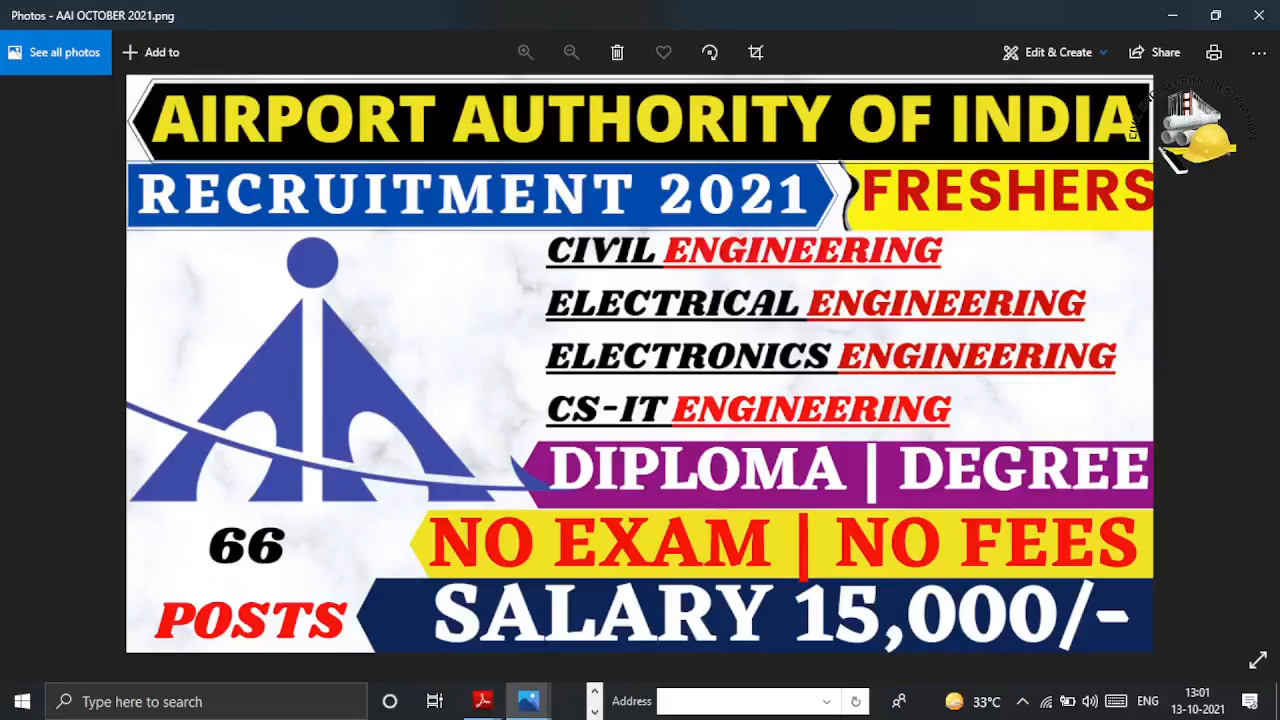 Photos - AAI OCTOBER 2021.png
See all photos
Add to
Edit & Create
Share
AIRPORT AUTHORITY OF INDIA
RECRUITMENT 2021
FRESHERS
CIVIL ENGINEERING
ELECTRICAL ENGINEERING
ELECTRONICS ENGINEERING
CS-IT ENGINEERING
DIPLOMA | DEGREE
66
POSTS
NO EXAM | NO FEES
SALARY 15,000/-
Type here to search
Address
33°C
ENG
13:01
13-10-2021